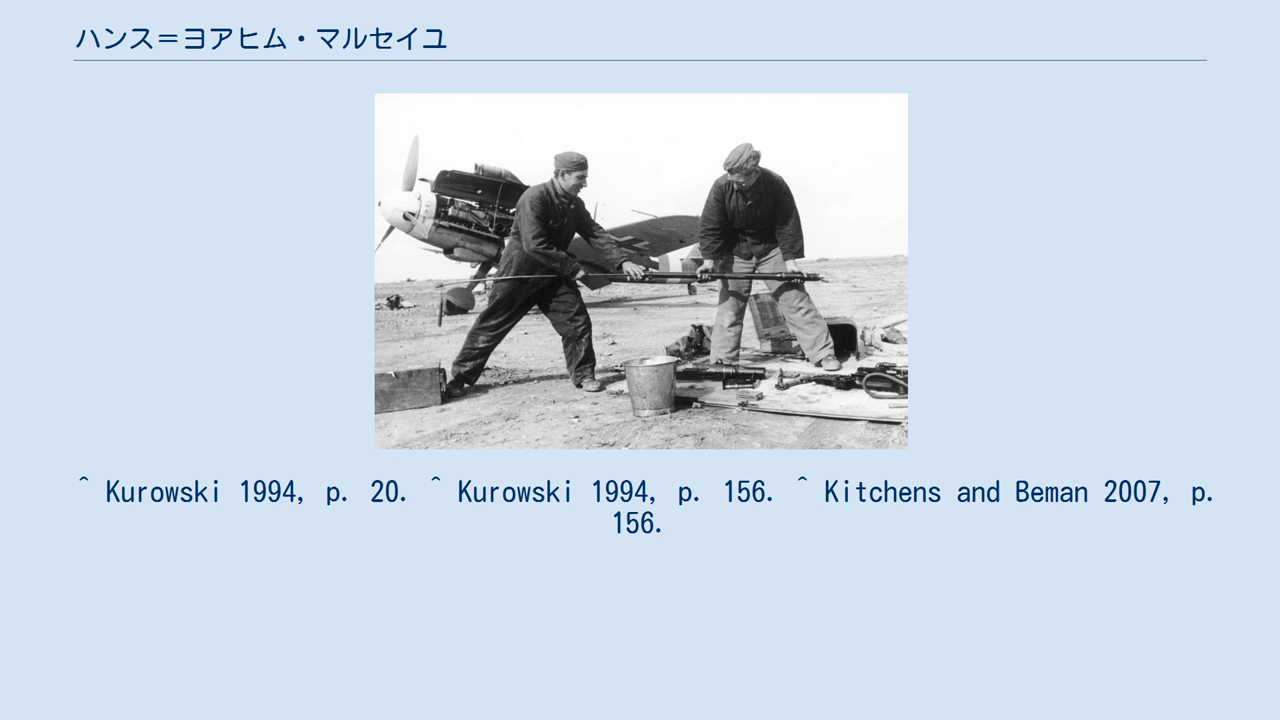 ハンス＝ヨアヒム・マルセイユ
^ Kurowski 1994, p. 20. ^ Kurowski 1994, p. 156. ^ Kitchens and Beman 2007, p.
156.